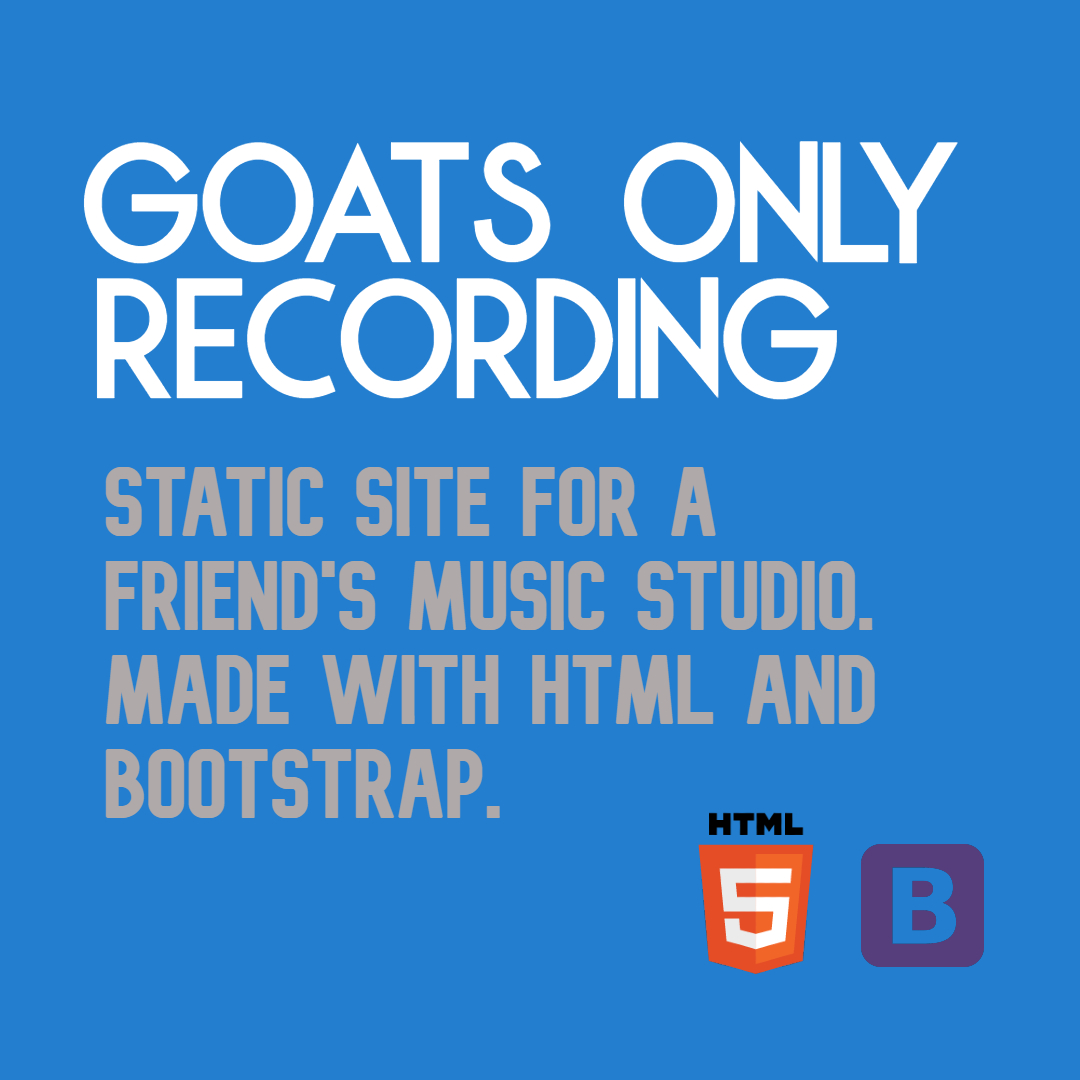 GOATS ONLY
RECORDING
STATIC SITE FOR A
FRIEND'S MUSIC STUDIO.
MADE WITH HTML AND
BOOTSTRAP.
HTML
5
B